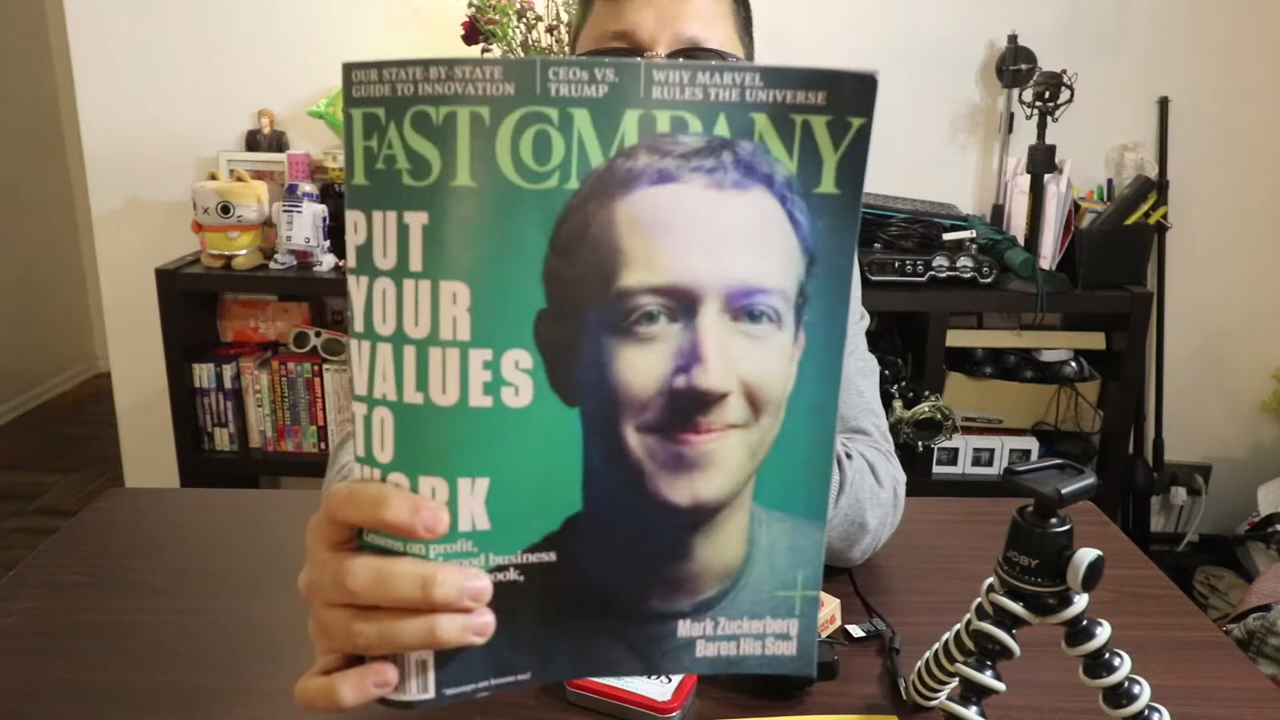 OUR STATE-BY-STATE
GUIDE TO INNOVATION
CEOs VS.
TRUMP
WHY MARVEL
RULES THE UNIVERSE
FAST COMPANY
PUT
YOUR
VALUES
TO
WORK
Lessons on profit,
good business
Mark Zuckerberg
Bares His Soul
JOBY